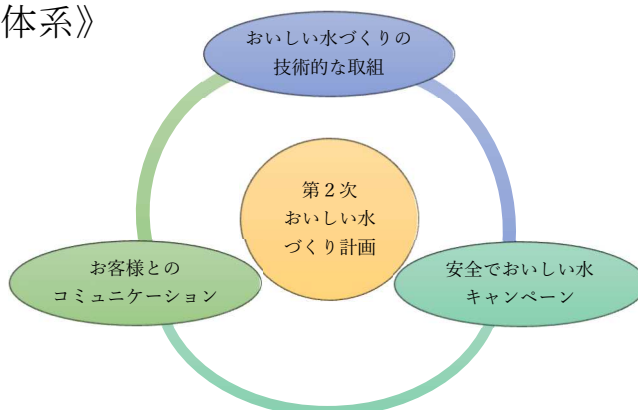 体系》
おいしい水づくりの
技術的な取組
第２次
おいしい水
づくり計画
お客様との
コミュニケーション
安全でおいしい水
キャンペーン